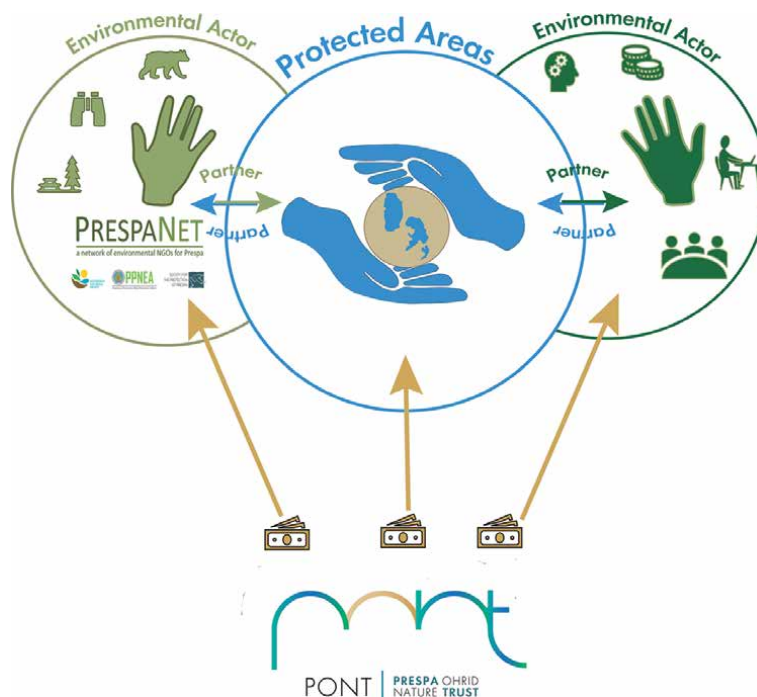 Environmental Actor
Protected Areas
Environmental Actor
Partner
Partner
Partner
Partner
PRESPANET
a network of environmental NGOs for Prespa
PPNEA
PONT
PRESPA OHRID
NATURE TRUST